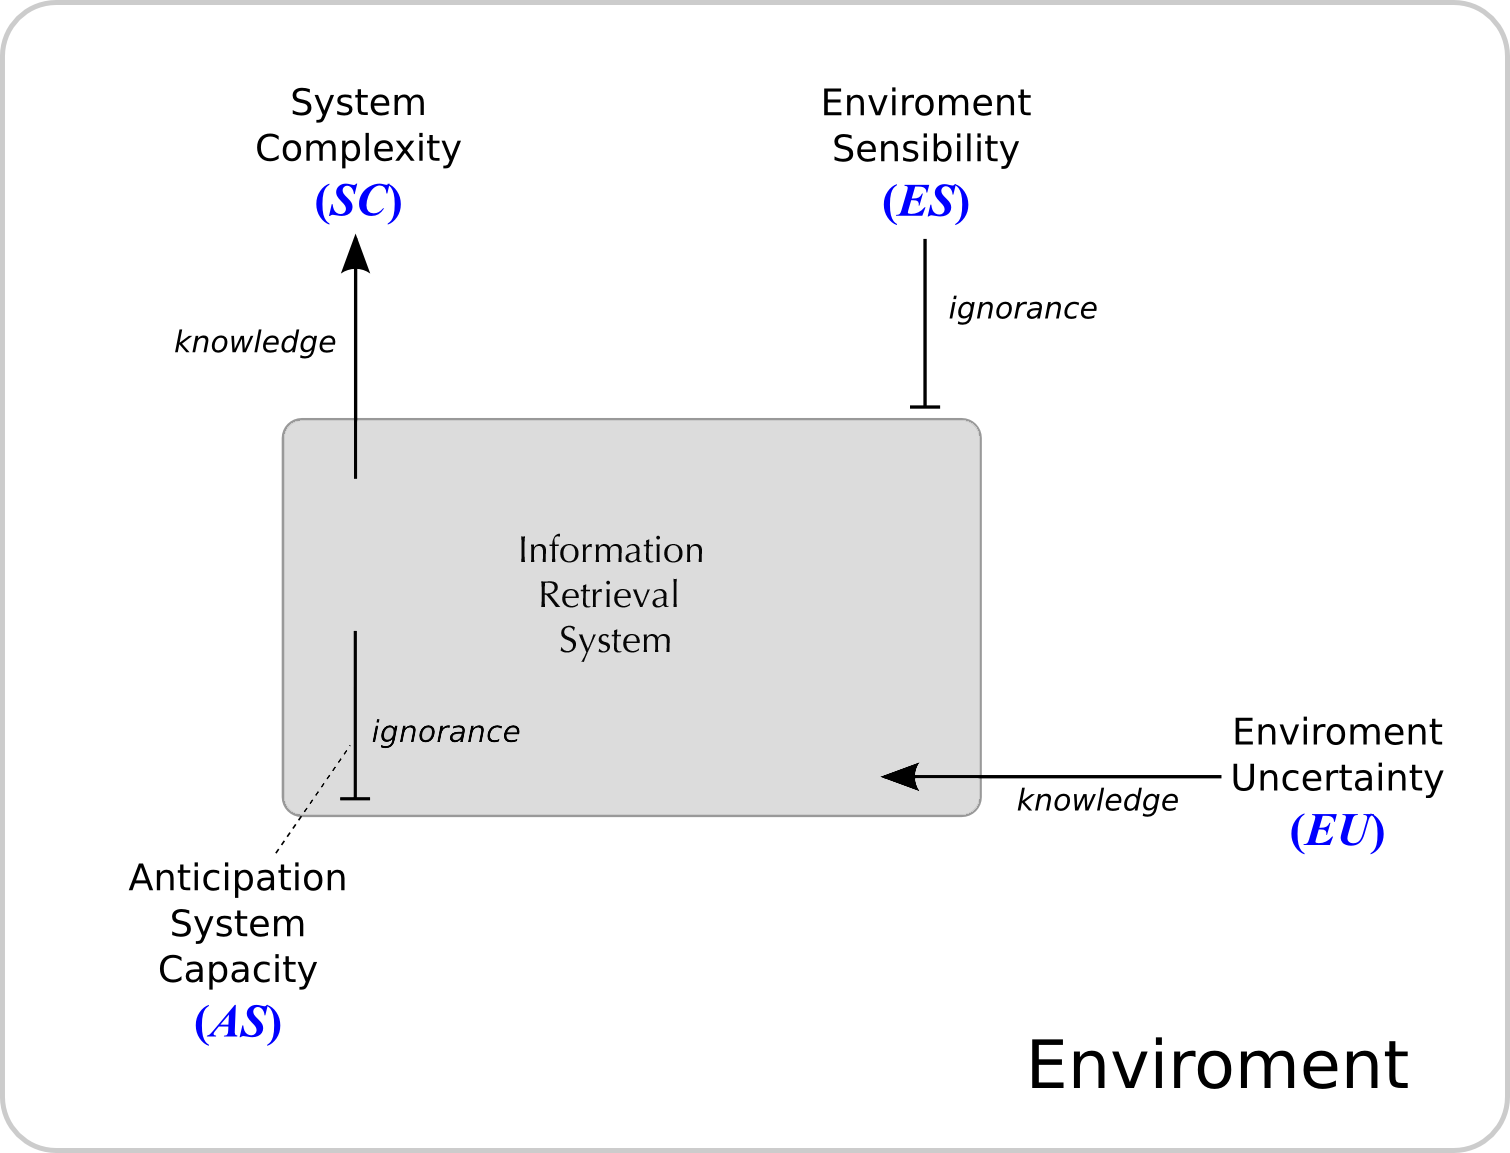 System
Complexity
(SC)
Enviroment
Sensibility
(ES)
knowledge
ignorance
Information
Retrieval
System
ignorance
Enviroment
Uncertainty
(EU)
knowledge
Anticipation
System
Capacity
(AS)
Enviroment